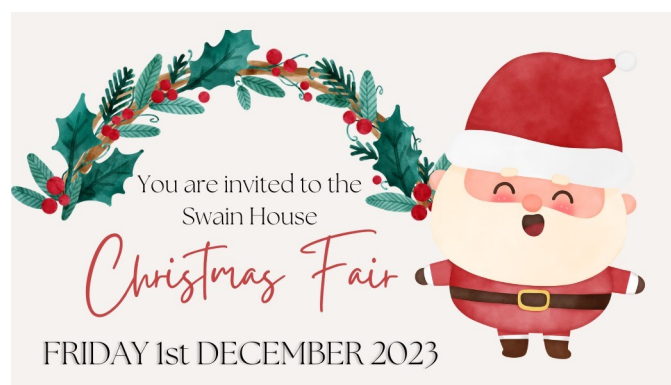 You are invited to the
Swain House
Christmas Fair
FRIDAY 1st DECEMBER 2023